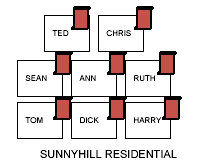 TED CHRIS
SEAN ANN RUTH
TOM DICK HARRY
SUNNYHILL RESIDENTIAL